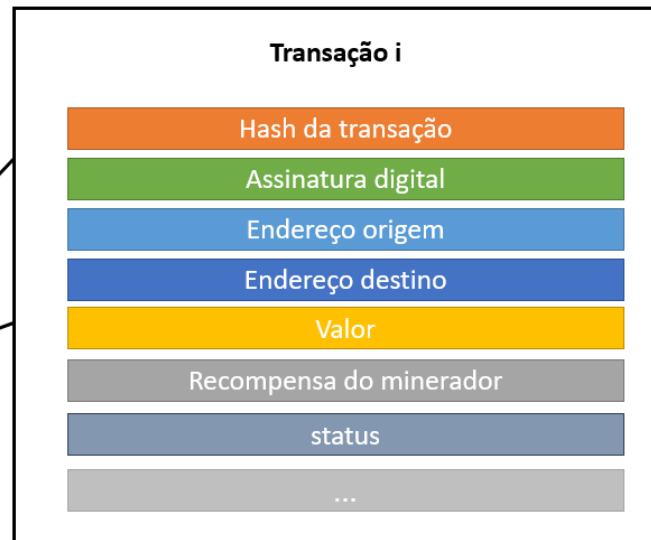 Transação i
Hash da transação
Assinatura digital
Endereço origem
Endereço destino
Valor
Recompensa do minerador
status
...